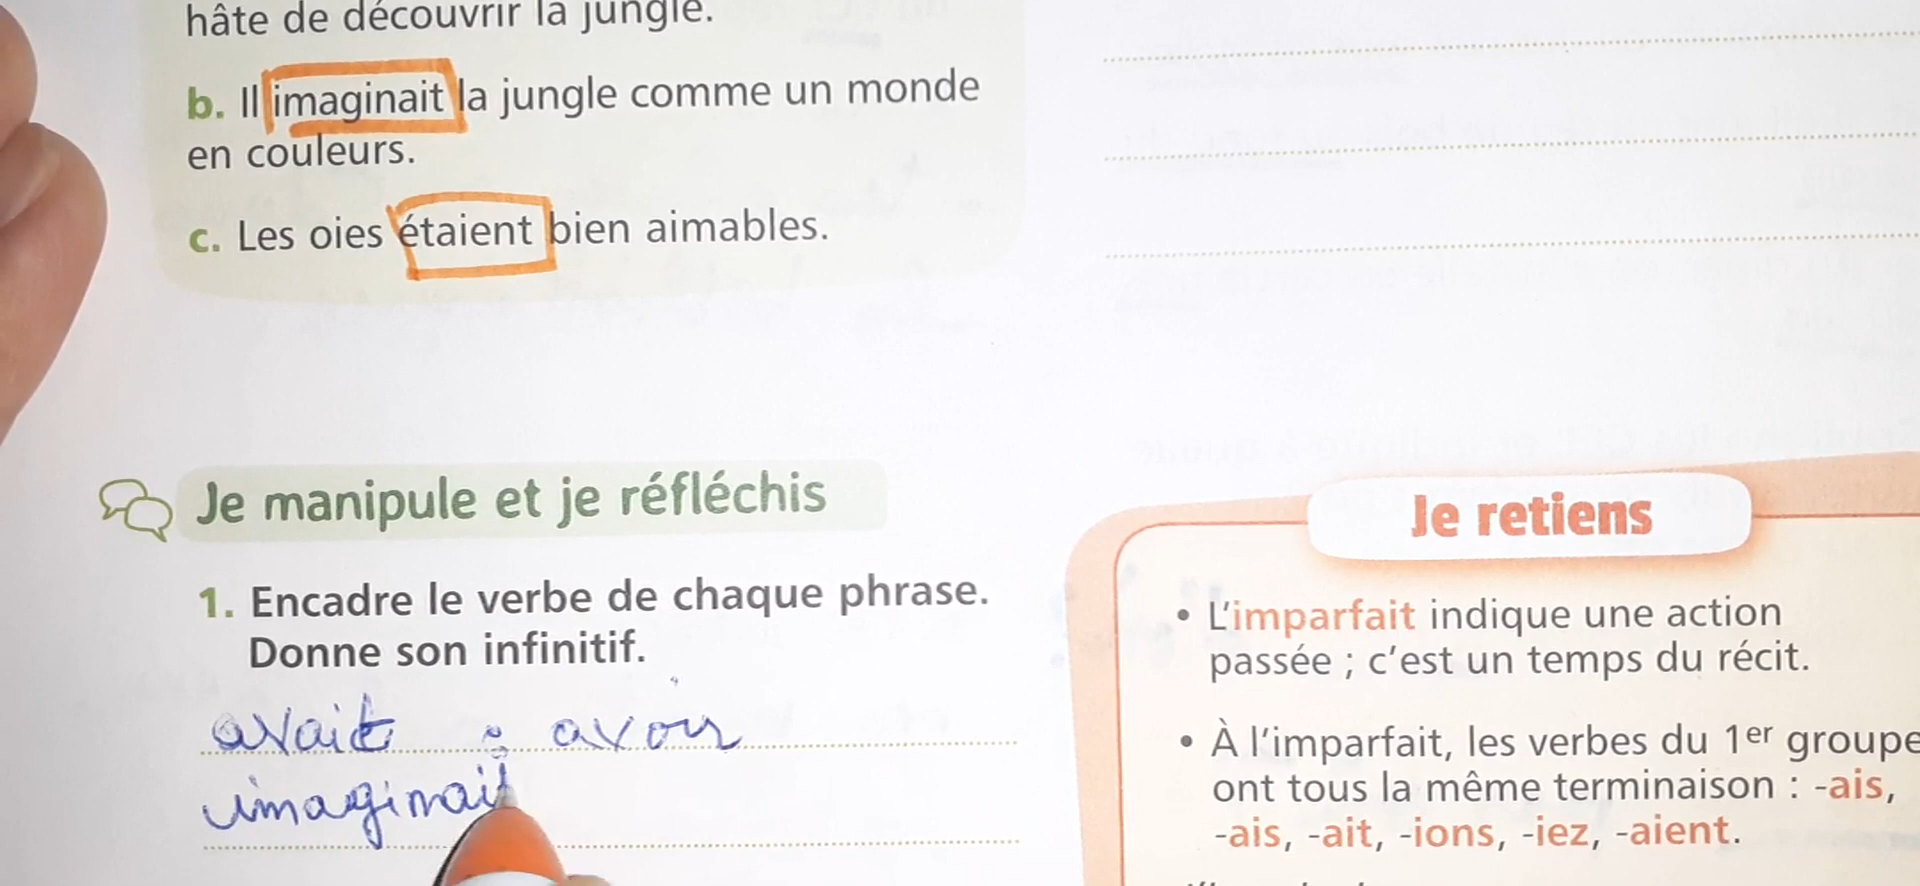 hâte de découvrir la jungle.
b. Il imaginait la jungle comme un monde
en couleurs.
c. Les oies étaient bien aimables.
Je manipule et je réfléchis
1. Encadre le verbe de chaque phrase.
Donne son infinitif.
avait : avoir
imaginait
Je retiens
• L'imparfait indique une action
passée ; c'est un temps du récit.
• À l'imparfait, les verbes du 1er groupe
ont tous la même terminaison : -ais,
-ais, -ait, -ions, -iez, -aient.